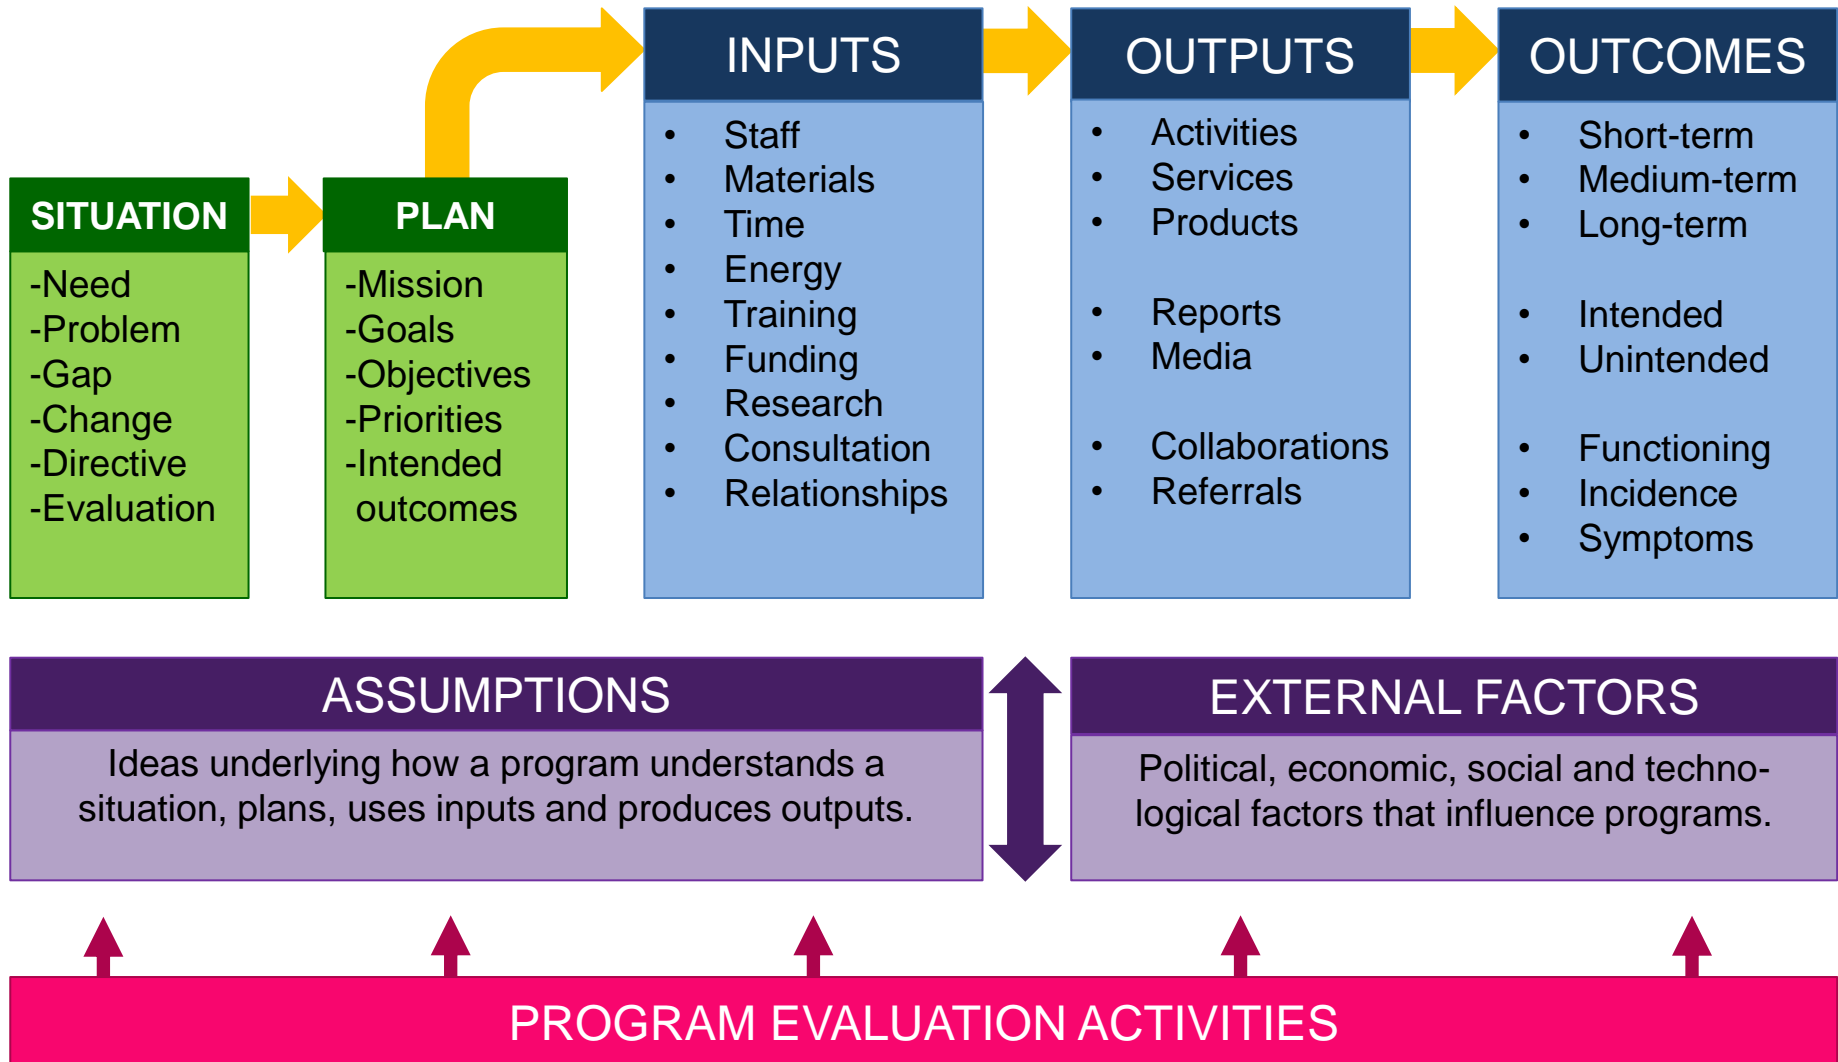 SITUATION
-Need
-Problem
-Gap
-Change
-Directive
-Evaluation
PLAN
-Mission
-Goals
-Objectives
-Priorities
-Intended
outcomes
INPUTS
• Staff
• Materials
• Time
• Energy
• Training
• Funding
• Research
• Consultation
• Relationships
OUTPUTS
• Activities
• Services
• Products
• Reports
• Media
• Collaborations
• Referrals
OUTCOMES
• Short-term
• Medium-term
• Long-term
• Intended
• Unintended
• Functioning
• Incidence
• Symptoms
ASSUMPTIONS
Ideas underlying how a program understands a
situation, plans, uses inputs and produces outputs.
EXTERNAL FACTORS
Political, economic, social and techno-
logical factors that influence programs.
PROGRAM EVALUATION ACTIVITIES